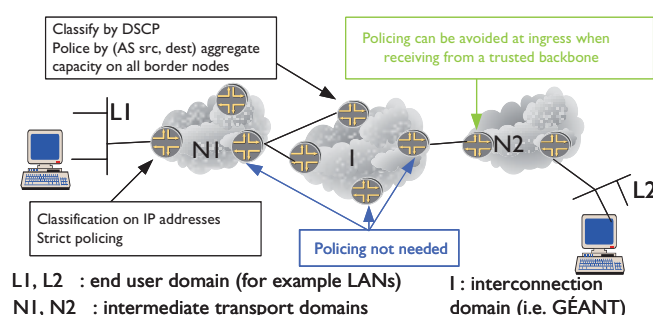 Classify by DSCP
Police by (AS src, dest) aggregate
capacity on all border nodes
Policing can be avoided at ingress when
receiving from a trusted backbone
L1
N1
I
N2
L2
Classification on IP addresses
Strict policing
Policing not needed
L1, L2 : end user domain (for example LANs)
N1, N2 : intermediate transport domains
I : interconnection
domain (i.e. GÉANT)